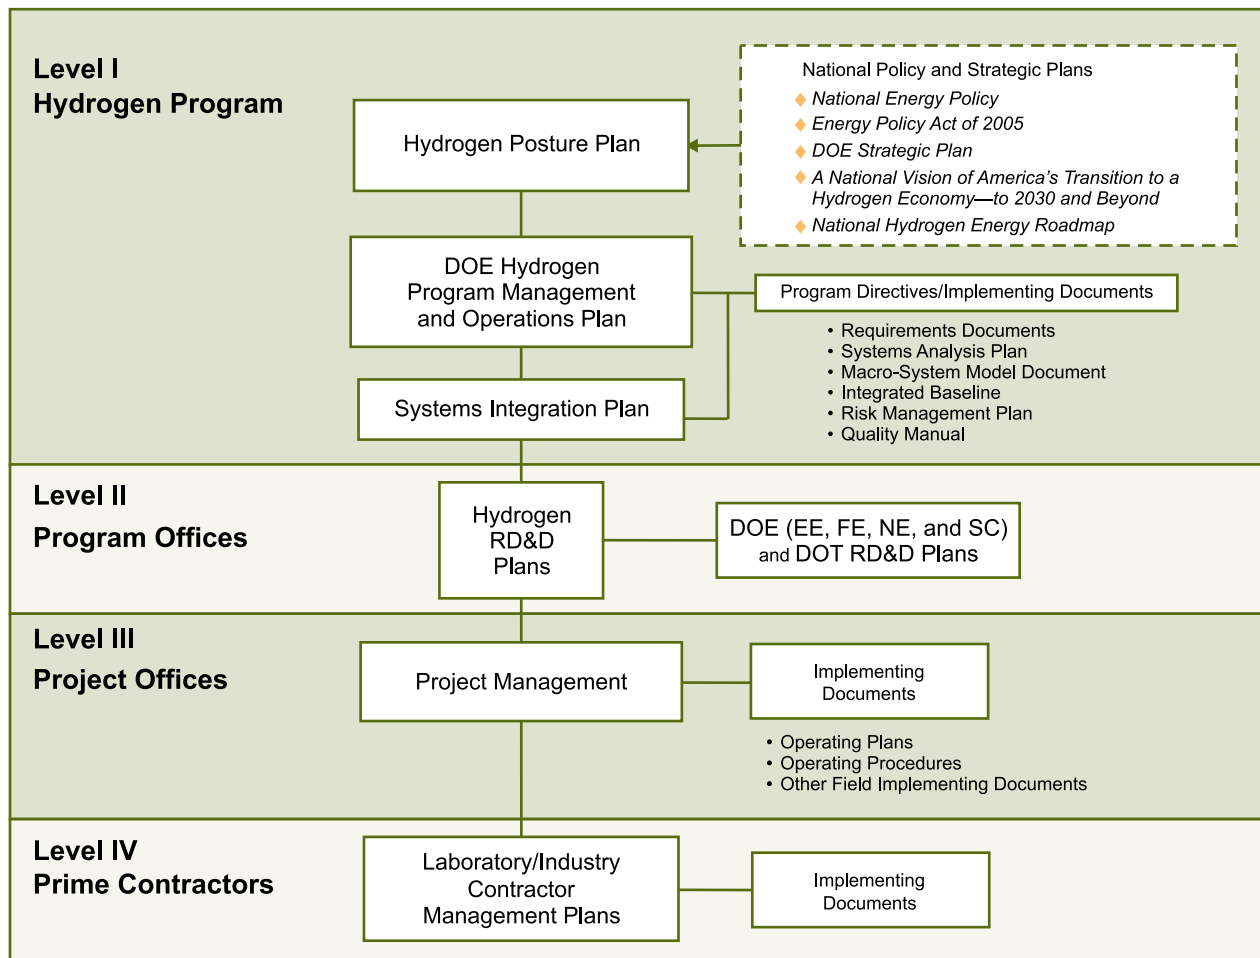 Level I
Hydrogen Program
Hydrogen Posture Plan
National Policy and Strategic Plans
National Energy Policy
Energy Policy Act of 2005
DOE Strategic Plan
A National Vision of America's Transition to a
Hydrogen Economy—to 2030 and Beyond
National Hydrogen Energy Roadmap
DOE Hydrogen
Program Management
and Operations Plan
Program Directives/Implementing Documents
• Requirements Documents
• Systems Analysis Plan
• Macro-System Model Document
• Integrated Baseline
• Risk Management Plan
• Quality Manual
Systems Integration Plan
Level II
Program Offices
Hydrogen
RD&D
Plans
DOE (EE, FE, NE, and SC)
and DOT RD&D Plans
Level III
Project Offices
Project Management
Implementing
Documents
• Operating Plans
• Operating Procedures
• Other Field Implementing Documents
Level IV
Prime Contractors
Laboratory/Industry
Contractor
Management Plans
Implementing
Documents